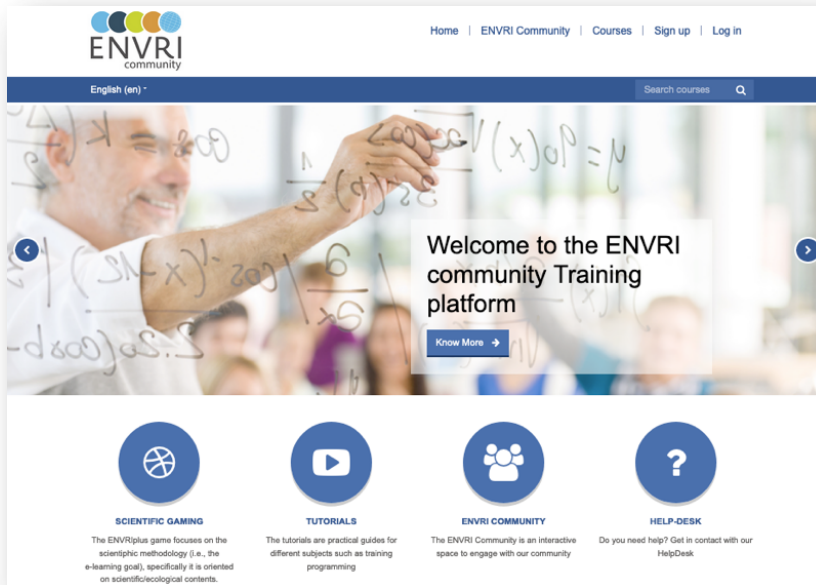 ENVRI
community
Home | ENVRI Community | Courses | Sign up | Log in
English (en)
Search courses
Welcome to the ENVRI
community Training
platform
Know More
SCIENTIFIC GAMING
The ENVRIplus game focuses on the
scientiphic methodology (i.e., the
e-learning goal), specifically it is oriented
on scientific/ecological contents.
TUTORIALS
The tutorials are practical guides for
different subjects such as training
programming
ENVRI COMMUNITY
The ENVRI Community is an interactive
space to engage with our community
?
HELP-DESK
Do you need help? Get in contact with our
HelpDesk